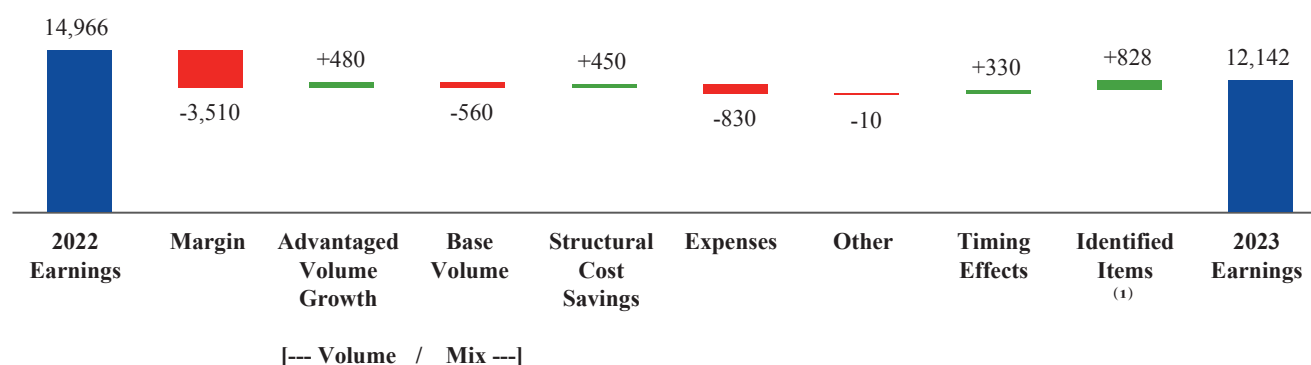 14,966
-3,510
+480
-560
+450
-830
-10
+330
+828
12,142
2022
Earnings
Margin
Advantaged
Volume
Growth
Base
Volume
Structural
Cost
Savings
Expenses
Other
Timing
Effects
Identified
Items
(1)
2023
Earnings
[--- Volume / Mix ---]